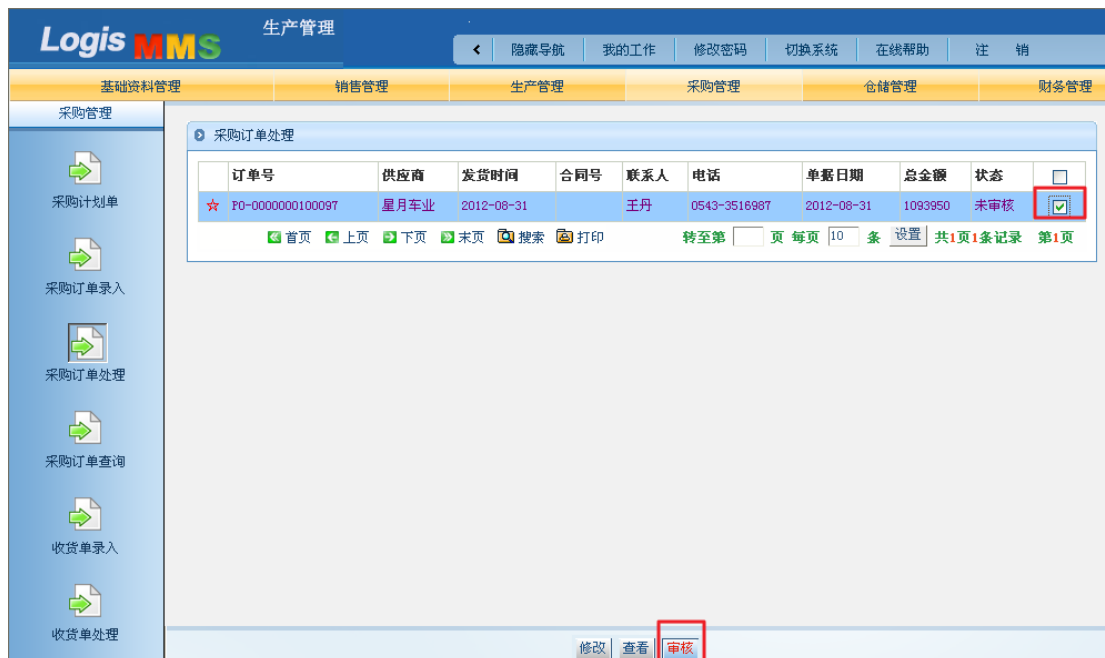 Logis MMS
生产管理
隐藏导航 我的工作 修改密码 切换系统 在线帮助 注 销
基础资料管理 销售管理 生产管理 采购管理 仓储管理 财务管理
采购管理
采购计划单
采购订单录入
采购订单处理
采购订单查询
收货单录入
收货单处理
采购订单处理
订单号 供应商 发货时间 合同号 联系人 电话 单据日期 总金额 状态
PO-0000000100097 星月车业 2012-08-31 王丹 0543-3516987 2012-08-31 1093950 未审核
首页 上页 下页 末页 搜索 打印 转至第 页 每页 10 条 设置 共1页1条记录 第1页
修改 查看 审核